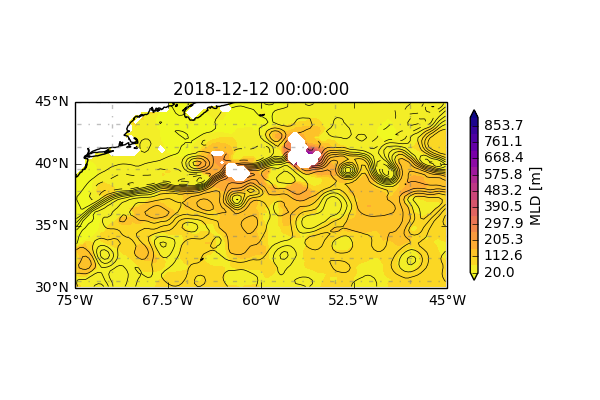 2018-12-12 00:00:00
45°N
40°N
35°N
30°N
75°W
67.5°W
60°W
52.5°W
45°W
853.7
761.1
668.4
575.8
483.2
390.5
297.9
205.3
112.6
20.0
MLD [m]